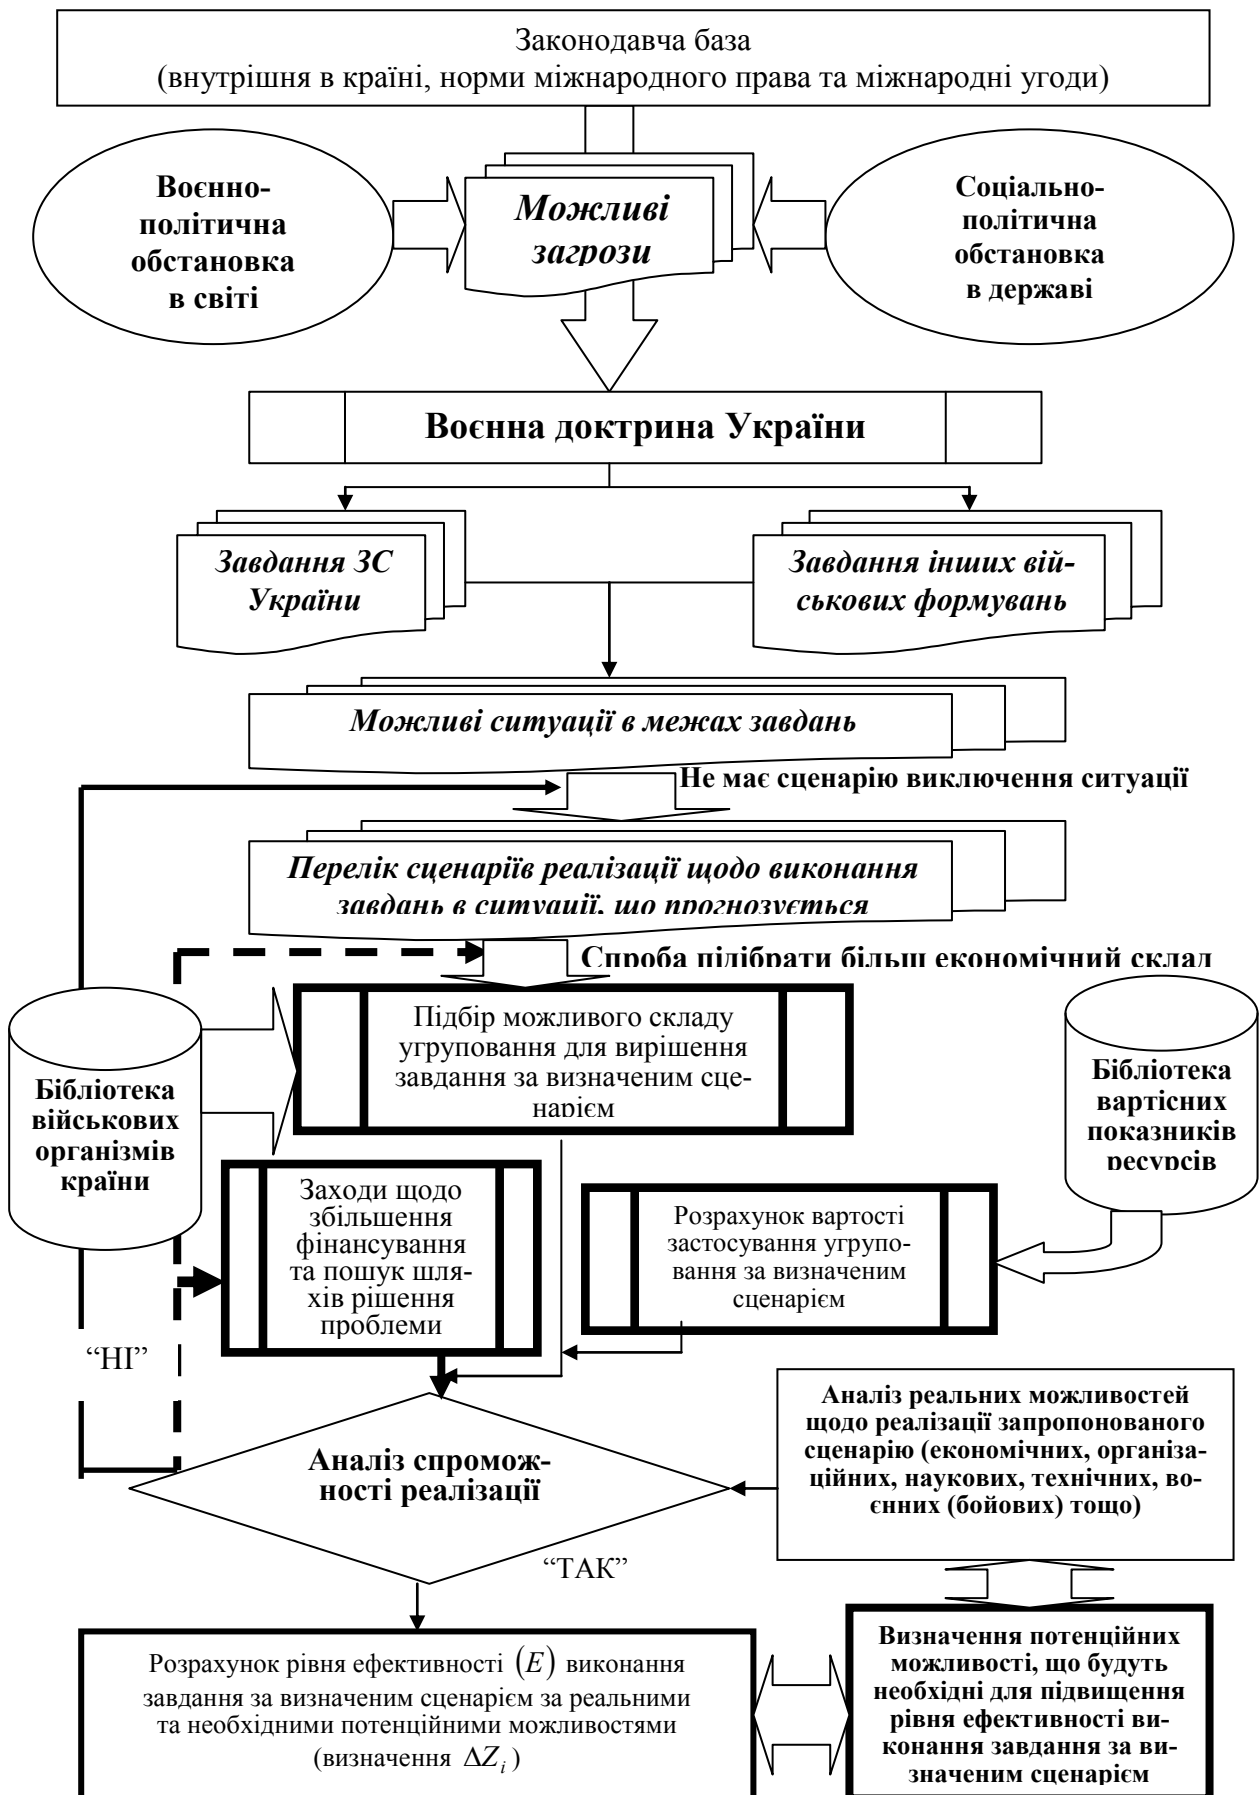 Законодавча база
(внутрішня в країні, норми міжнародного права та міжнародні угоди)
Воєнно-
політична
обстановка
в світі
Можливі
загрози
Соціально-
політична
обстановка
в державі
Воєнна доктрина України
Завдання ЗС
України
Завдання інших вій-
ськових формувань
Можливі ситуації в межах завдань
Не має сценарію виключення ситуації
Перелік сценаріїв реалізації щодо виконання
завдань в ситуації, що прогнозується
Спроба підібрати більш економічний склад
Підбір можливого складу
угруповання для вирішення
завдання за визначеним сце-
нарієм
Бібліотека
військових
організмів
країни
Бібліотека
вартісних
показників
ресурсів
Заходи щодо
збільшення
фінансування
та пошук шля-
хів рішення
проблеми
Розрахунок вартості
застосування угрупо-
вання за визначеним
сценарієм
“НІ”
Аналіз спромож-
ності реалізації
Аналіз реальних можливостей
щодо реалізації запропонованого
сценарію (економічних, організа-
ційних, наукових, технічних, во-
єнних (бойових) тощо)
“ТАК”
Розрахунок рівня ефективності (E) виконання
завдання за визначеним сценарієм за реальними
та необхідними потенційними можливостями
(визначення ΔZ_i)
Визначення потенційних
можливості, що будуть
необхідні для підвищення
рівня ефективності ви-
конання завдання за ви-
значеним сценарієм